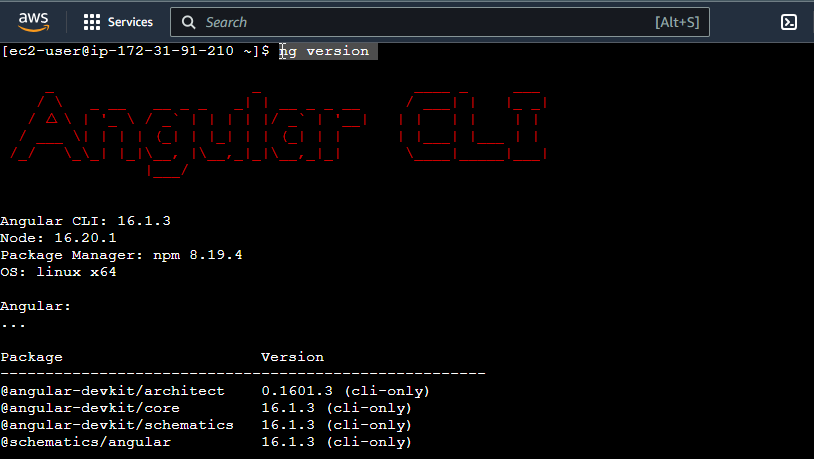 aws Services Search [Alt+S]
[ec2-user@ip-172-31-91-210 ~]$ ng version
Angular CLI
Angular CLI: 16.1.3
Node: 16.20.1
Package Manager: npm 8.19.4
OS: linux x64
Angular:
...
Package Version
------------------------------------------------------
@angular-devkit/architect 0.1601.3 (cli-only)
@angular-devkit/core 16.1.3 (cli-only)
@angular-devkit/schematics 16.1.3 (cli-only)
@schematics/angular 16.1.3 (cli-only)